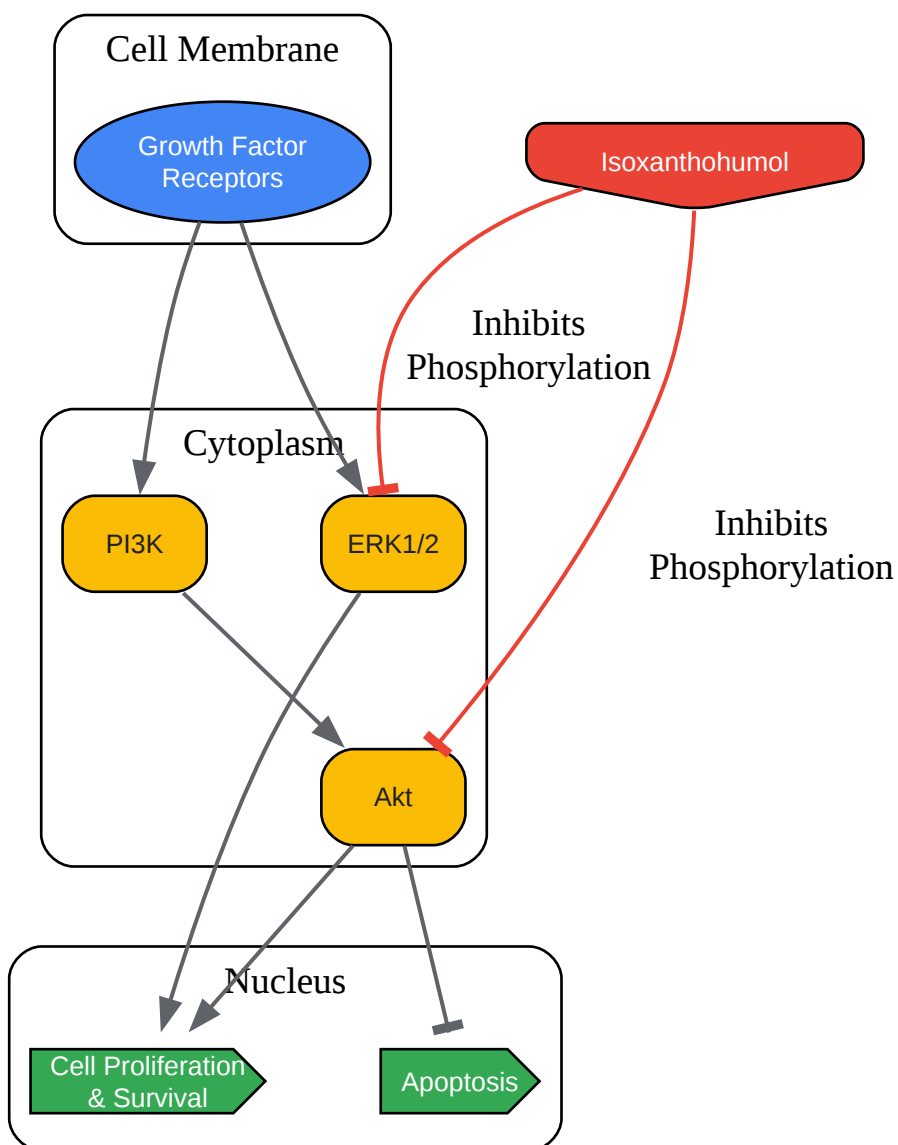 Cell Membrane
Growth Factor
Receptors
Isoxanthohumol
Inhibits
Phosphorylation
Cytoplasm
PI3K
ERK1/2
Inhibits
Phosphorylation
Akt
Nucleus
Cell Proliferation
& Survival
Apoptosis